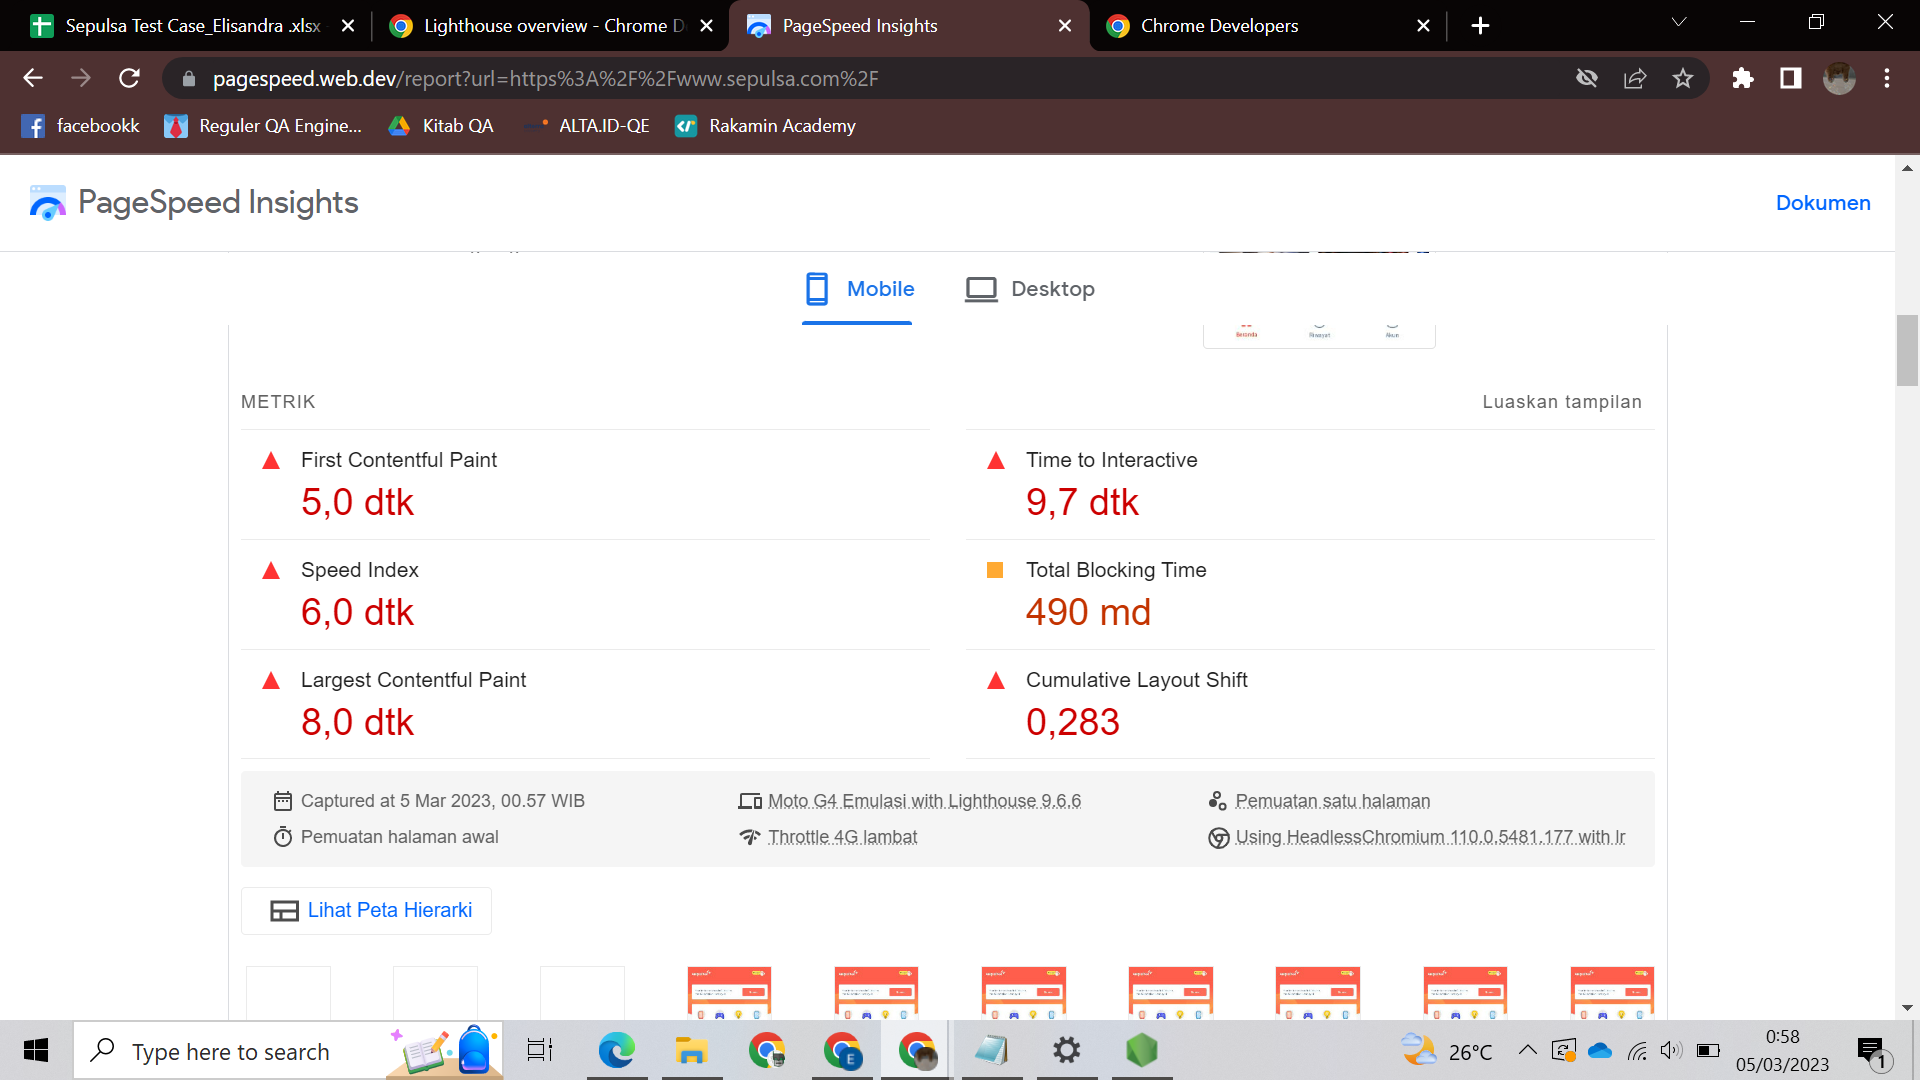 Sepulsa Test Case_Elisandra .xlsx
Lighthouse overview - Chrome D
PageSpeed Insights
Chrome Developers
pagespeed.web.dev/report?url=https%3A%2F%2Fwww.sepulsa.com%2F
facebookk
Reguler QA Engine...
Kitab QA
ALTA.ID-QE
Rakamin Academy
PageSpeed Insights
Dokumen
Mobile
Desktop
Beranda
Riwayat
Akun
METRIK
Luaskan tampilan
First Contentful Paint
5,0 dtk
Time to Interactive
9,7 dtk
Speed Index
6,0 dtk
Total Blocking Time
490 md
Largest Contentful Paint
8,0 dtk
Cumulative Layout Shift
0,283
Captured at 5 Mar 2023, 00.57 WIB
Moto G4 Emulasi with Lighthouse 9.6.6
Pemuatan satu halaman
Pemuatan halaman awal
Throttle 4G lambat
Using HeadlessChromium 110.0.5481.177 with lr
Lihat Peta Hierarki
Type here to search
E
26°C
0:58
05/03/2023
1